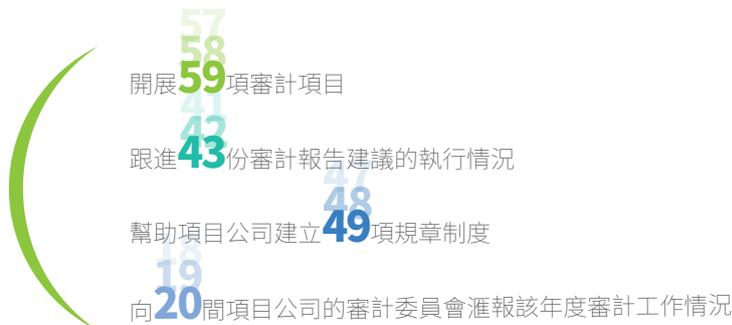 57
58
開展59項審計項目
41
42
跟進43份審計報告建議的執行情況
47
48
幫助項目公司建立49項規章制度
18
19
向20間項目公司的審計委員會滙報該年度審計工作情況